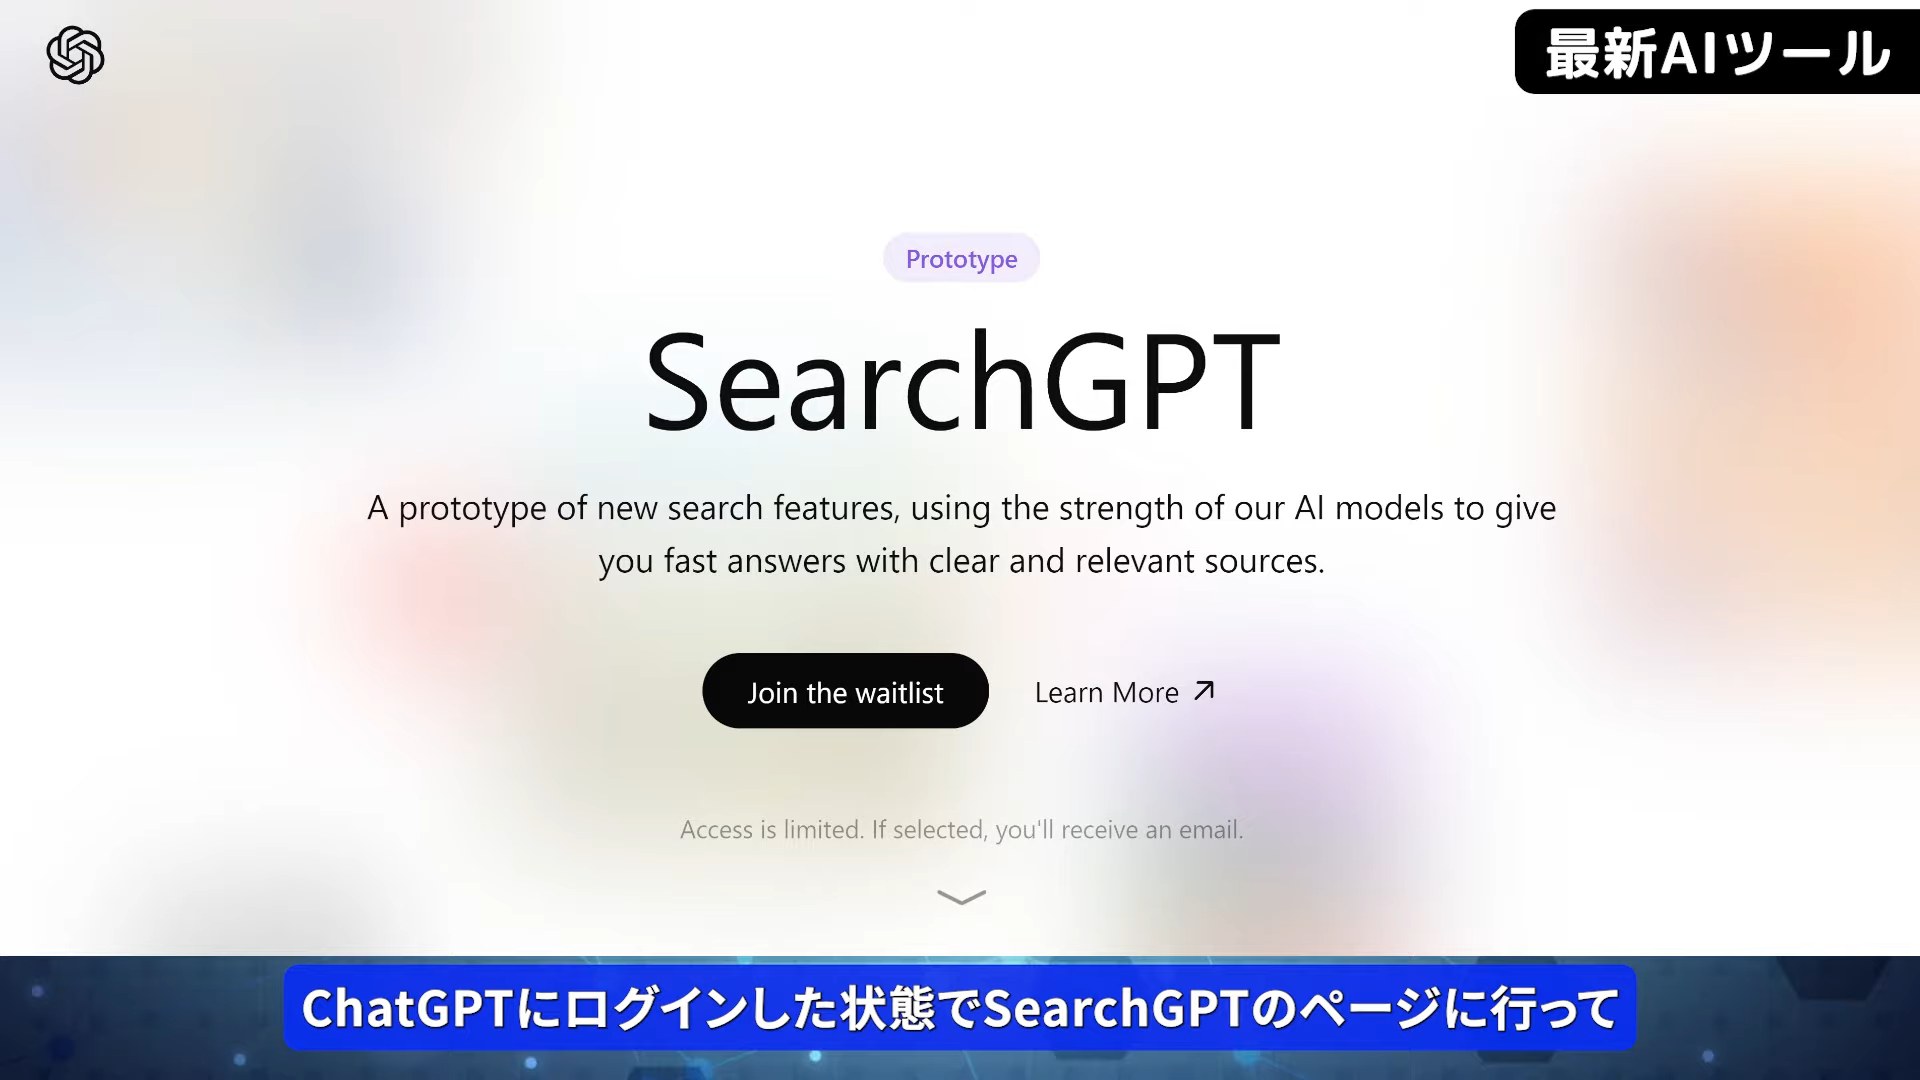 最新AIツール
Prototype
SearchGPT
A prototype of new search features, using the strength of our AI models to give
you fast answers with clear and relevant sources.
Join the waitlist
Learn More
Access is limited. If selected, you'll receive an email.
ChatGPTにログインした状態でSearchGPTのページに行って